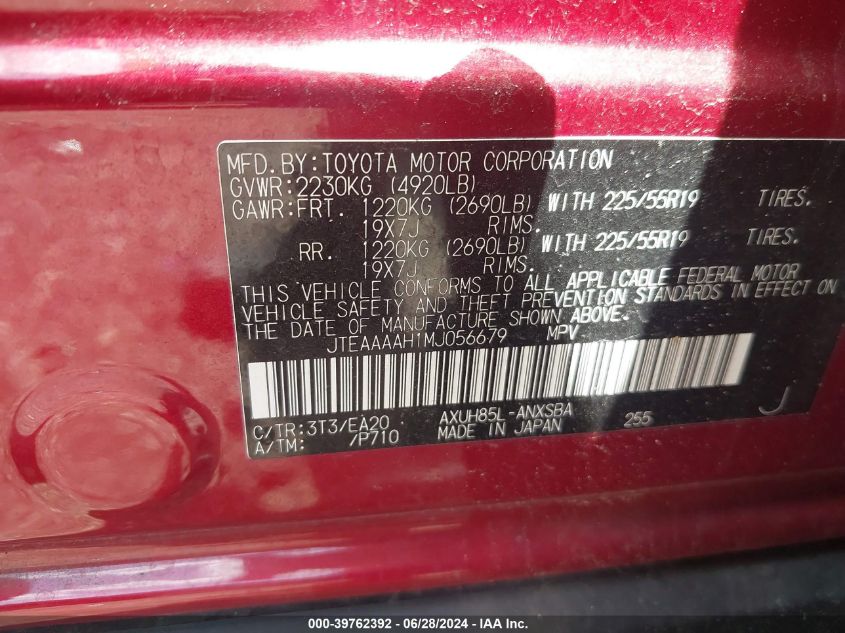 MFD.BY:TOYOTA MOTOR CORPORATION
GVWR:2230KG (4920LB)
GAWR:FRT. 1220KG (2690LB) WITH 225/55R19 TIRES.
19X7J RIMS.
RR. 1220KG (2690LB) WITH 225/55R19 TIRES.
19X7J RIMS.
THIS VEHICLE CONFORMS TO ALL APPLICABLE FEDERAL MOTOR
VEHICLE SAFETY AND THEFT PREVENTION STANDARDS IN EFFECT ON
THE DATE OF MANUFACTURE SHOWN ABOVE.
JTEAAAAH1MJ056679 MPV
C/TR:3T3/EA20 AXUH85L-ANXSBA 255 J
A/TM: /P710 MADE IN JAPAN
000-39762392 - 06/28/2024 - IAA Inc.